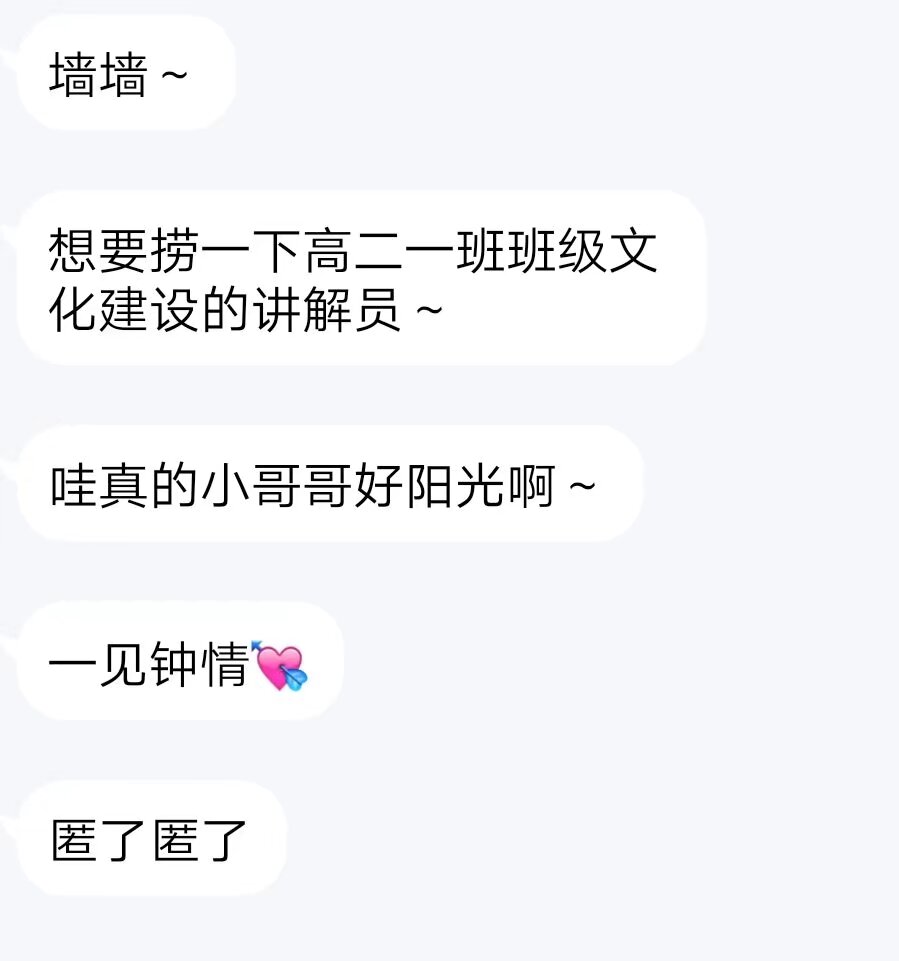 墙墙~
想要捞一下高二一班班级文
化建设的讲解员~
哇真的小哥哥好阳光啊~
一见钟情💘
匿了匿了